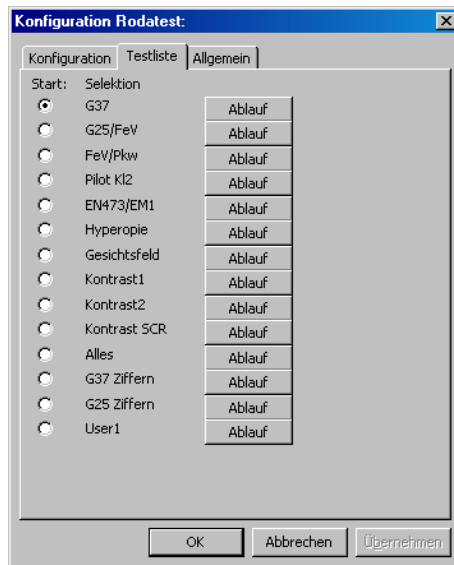 Konfiguration Rodatest:
Konfiguration Testliste Allgemein
Start: Selektion
G37 Ablauf
G25/FeV Ablauf
FeV/Pkw Ablauf
Pilot Kl2 Ablauf
EN473/EM1 Ablauf
Hyperopie Ablauf
Gesichtsfeld Ablauf
Kontrast1 Ablauf
Kontrast2 Ablauf
Kontrast SCR Ablauf
Alles Ablauf
G37 Ziffern Ablauf
G25 Ziffern Ablauf
User1 Ablauf
OK Abbrechen Übernehmen